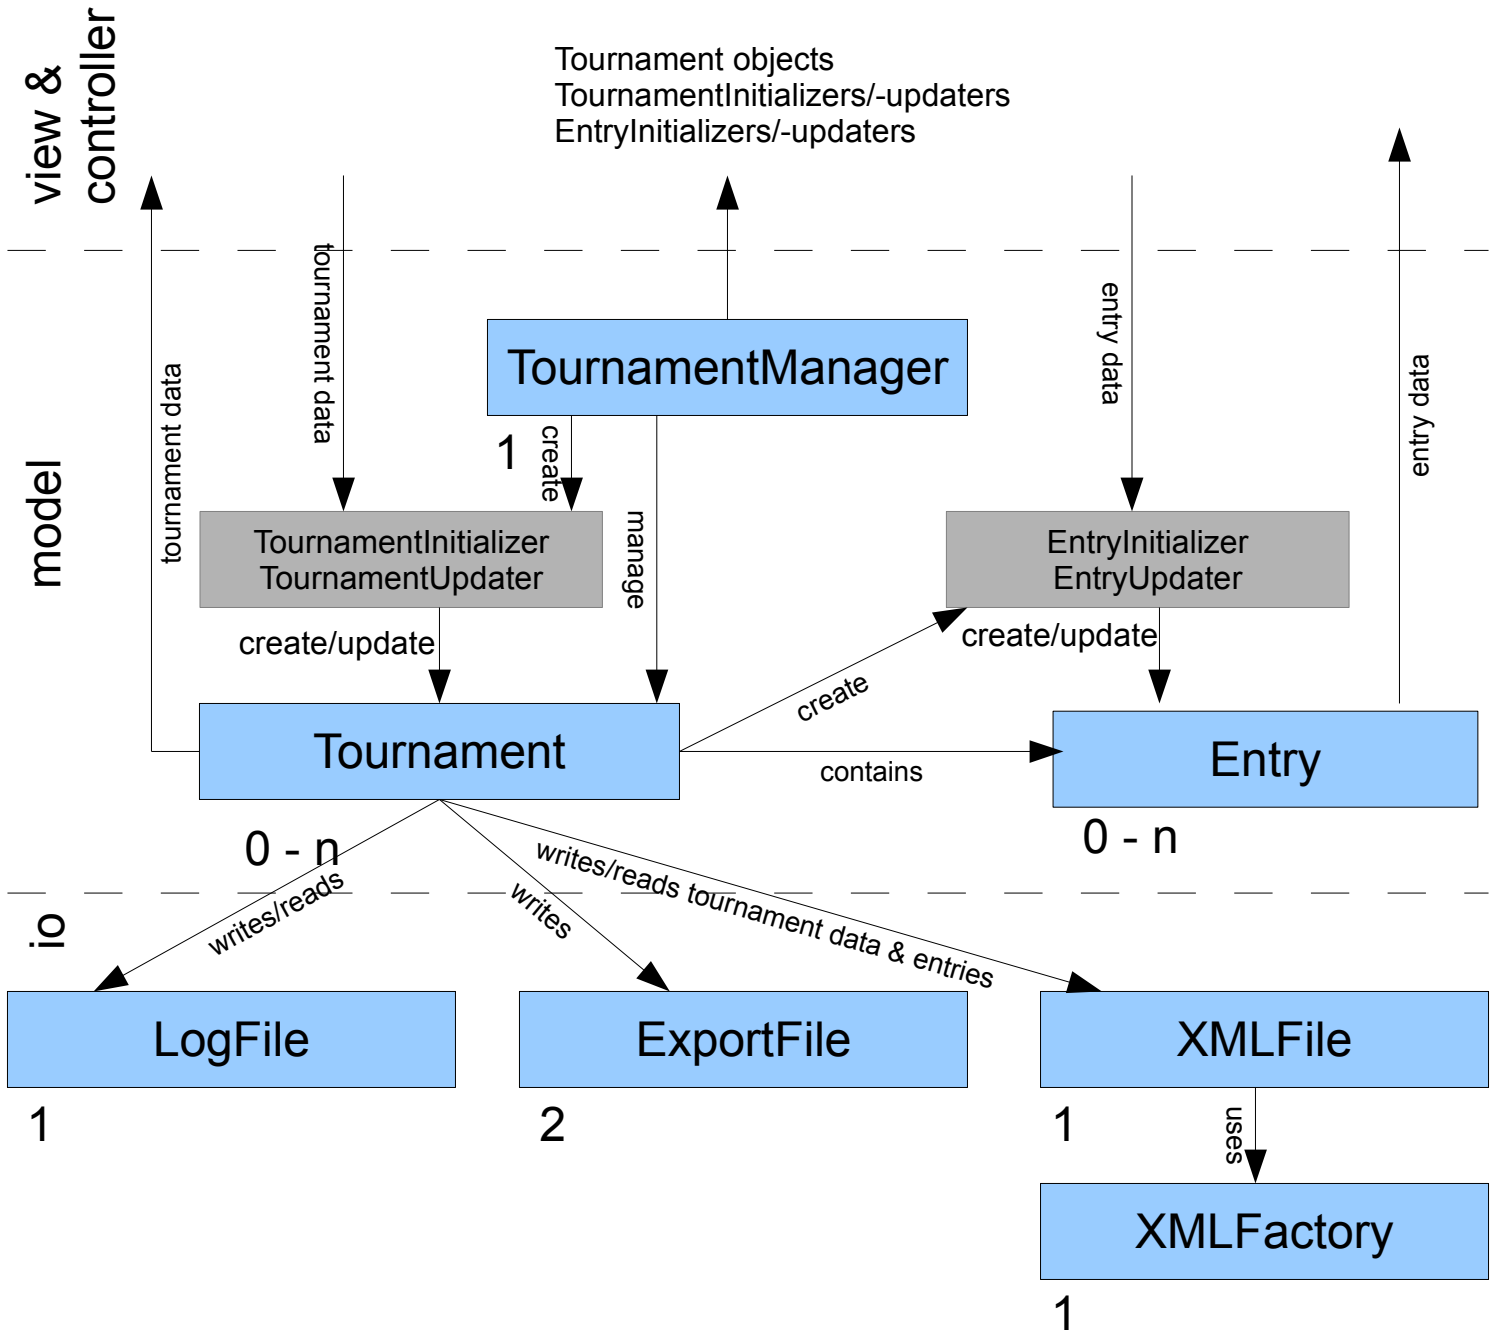 view &
controller
Tournament objects
TournamentInitializers/-updaters
EntryInitializers/-updaters
tournament data
tournament data
entry data
entry data
model
TournamentManager
1
create
manage
TournamentInitializer
TournamentUpdater
EntryInitializer
EntryUpdater
create/update
create/update
create
Tournament
contains
Entry
0 - n
0 - n
io
writes/reads
writes
writes/reads tournament data & entries
LogFile
ExportFile
XMLFile
1
2
1
uses
XMLFactory
1